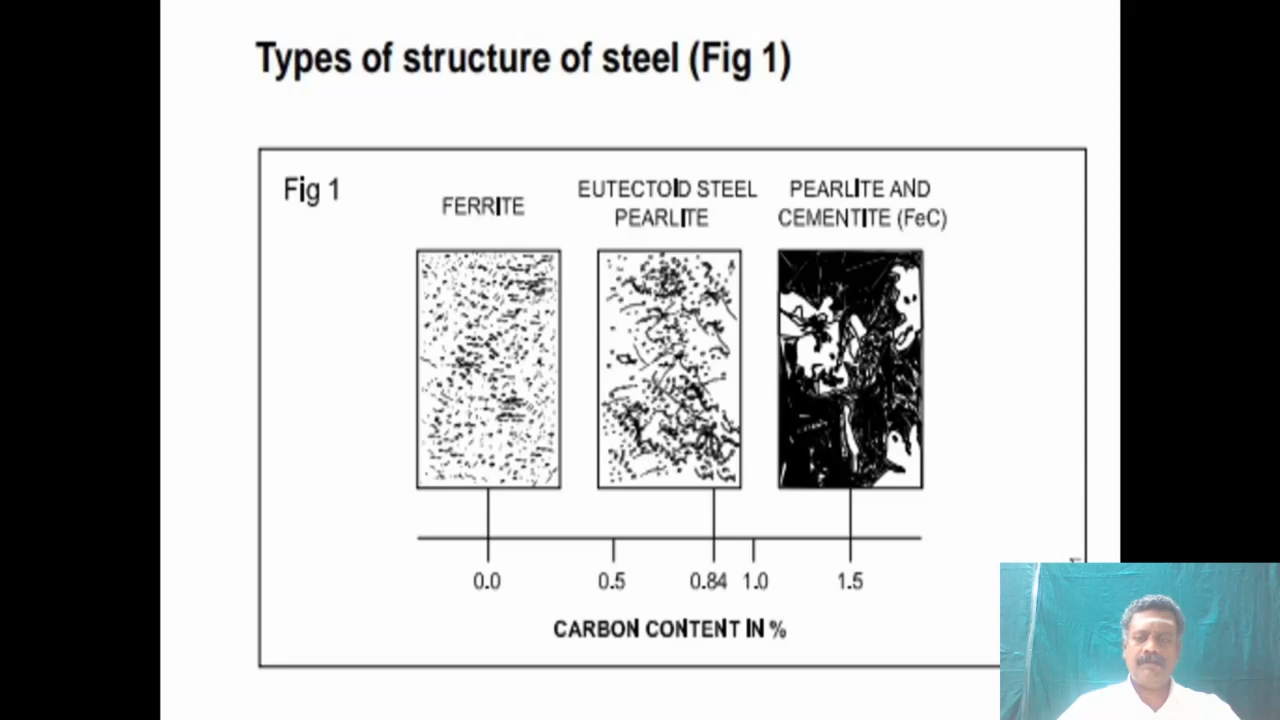 Types of structure of steel (Fig 1)
Fig 1
FERRITE
EUTECTOID STEEL
PEARLITE
PEARLITE AND
CEMENTITE (FeC)
0.0 0.5 0.84 1.0 1.5
CARBON CONTENT IN %